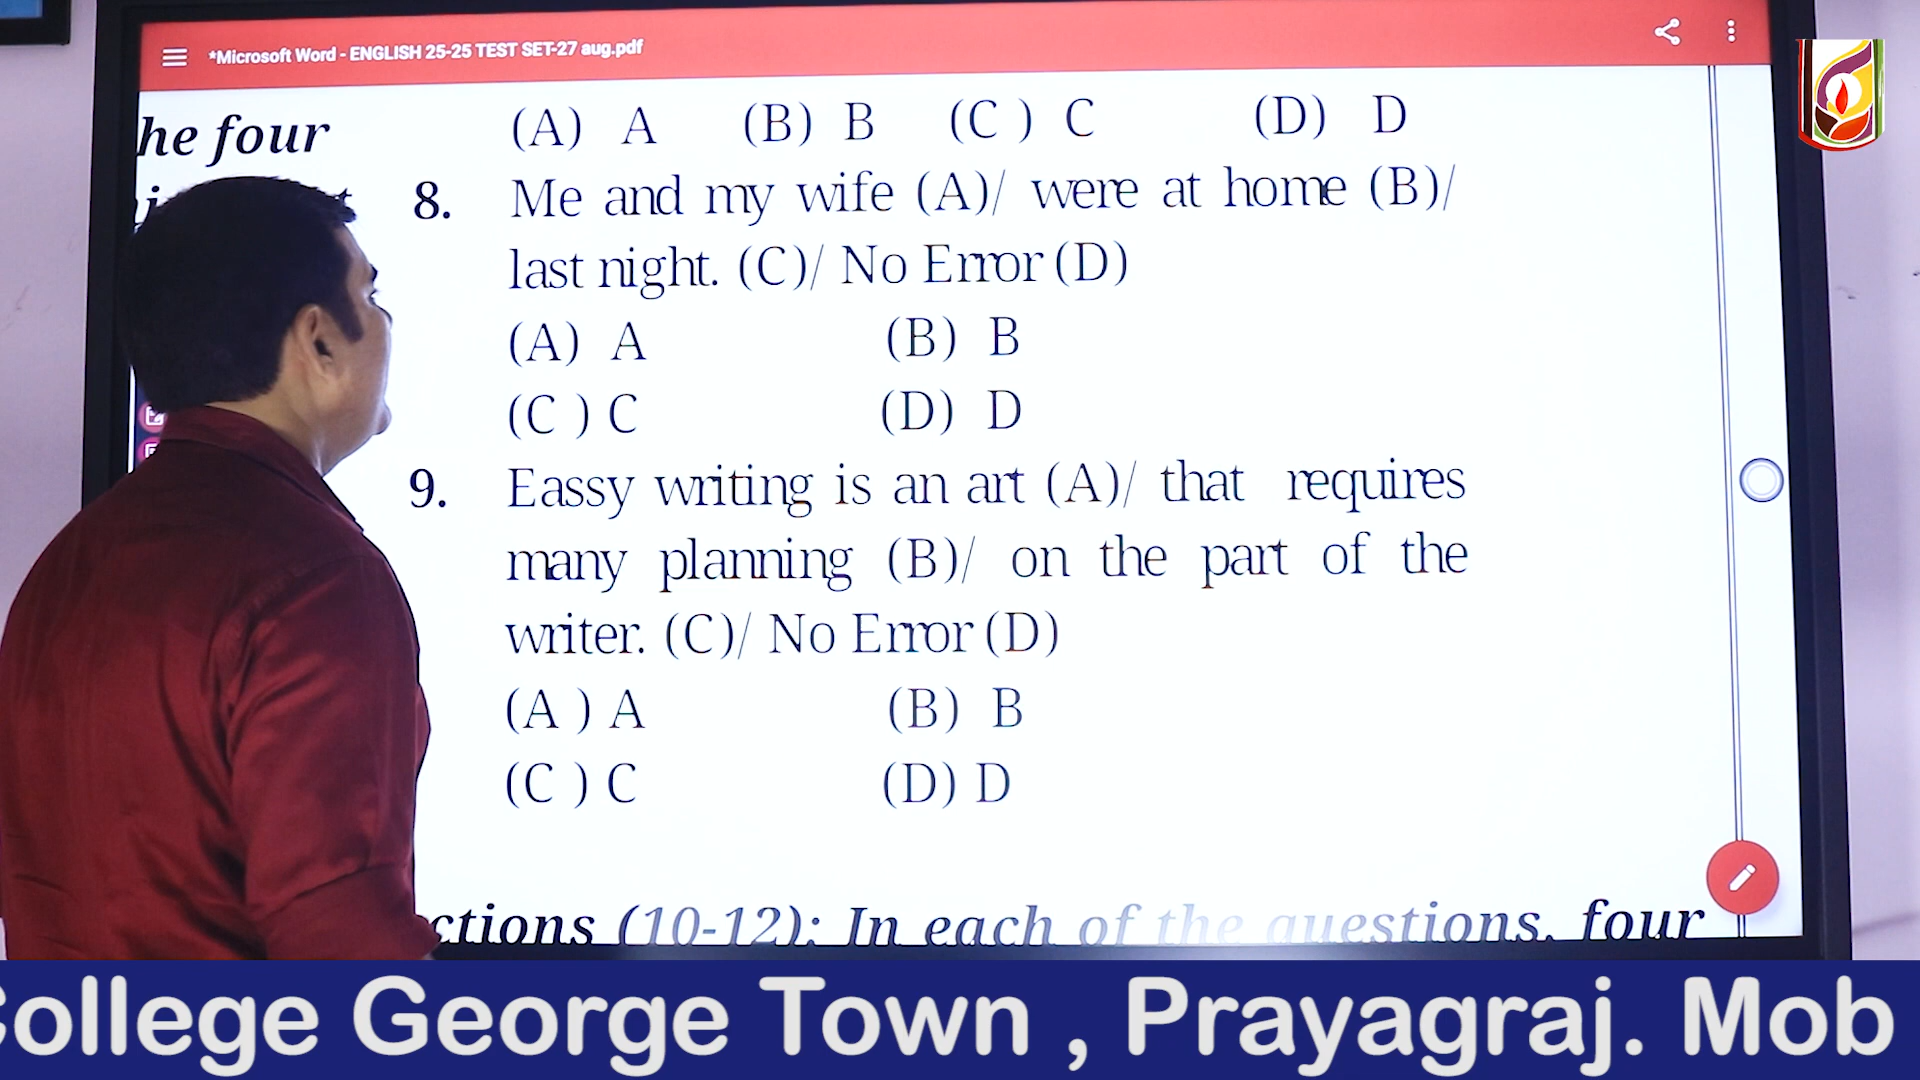 *Microsoft Word - ENGLISH 25-25 TEST SET-27 aug.pdf
he four
(A) A (B) B (C ) C (D) D
8. Me and my wife (A)/ were at home (B)/
last night. (C)/ No Error (D)
(A) A (B) B
(C ) C (D) D
9. Eassy writing is an art (A)/ that requires
many planning (B)/ on the part of the
writer. (C)/ No Error (D)
(A ) A (B) B
(C ) C (D) D
ctions (10-12): In each of the questions, four
ollege George Town , Prayagraj. Mob